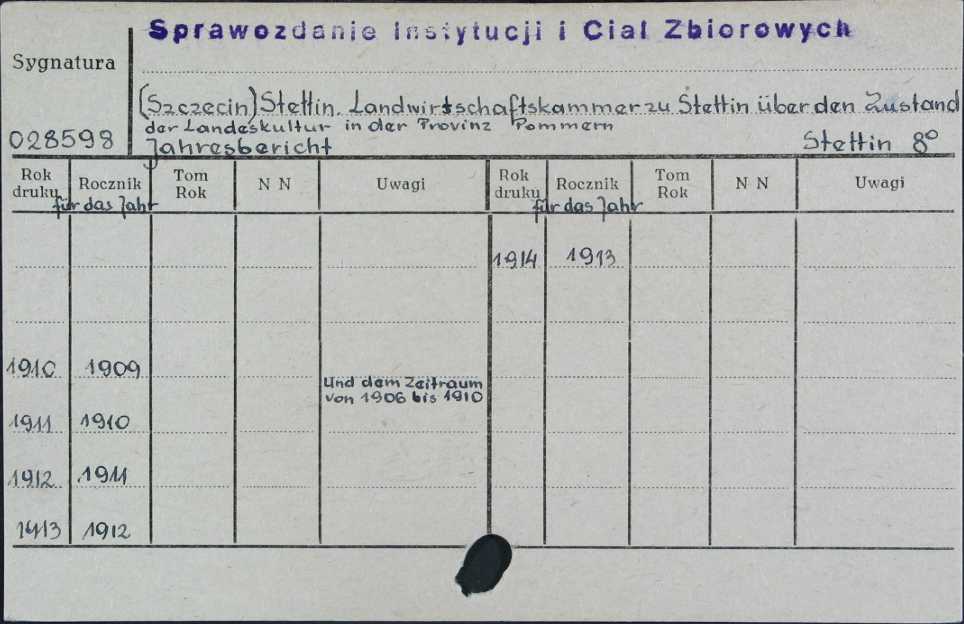 Sprawozdanie Instytucji i Ciał Zbiorowych
Sygnatura
(Szczecin) Stettin. Landwirtschaftskammer zu Stettin über den Zustand
der Landeskultur in der Provinz Pommern
028598 Jahresbericht Stettin 8°
Rok druku Rocznik für das Jahr Tom Rok N N Uwagi Rok druku Rocznik für das Jahr Tom Rok N N Uwagi
1914 1913
1910 1909
Und dem Zeitraum
von 1906 bis 1910
1911 1910
1912 1911
1913 1912